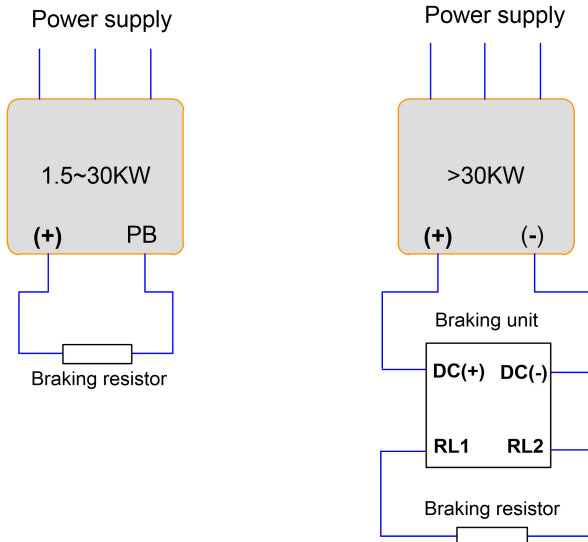 Power supply
1.5~30KW
(+) PB
Braking resistor
Power supply
>30KW
(+) (-)
Braking unit
DC(+) DC(-)
RL1 RL2
Braking resistor